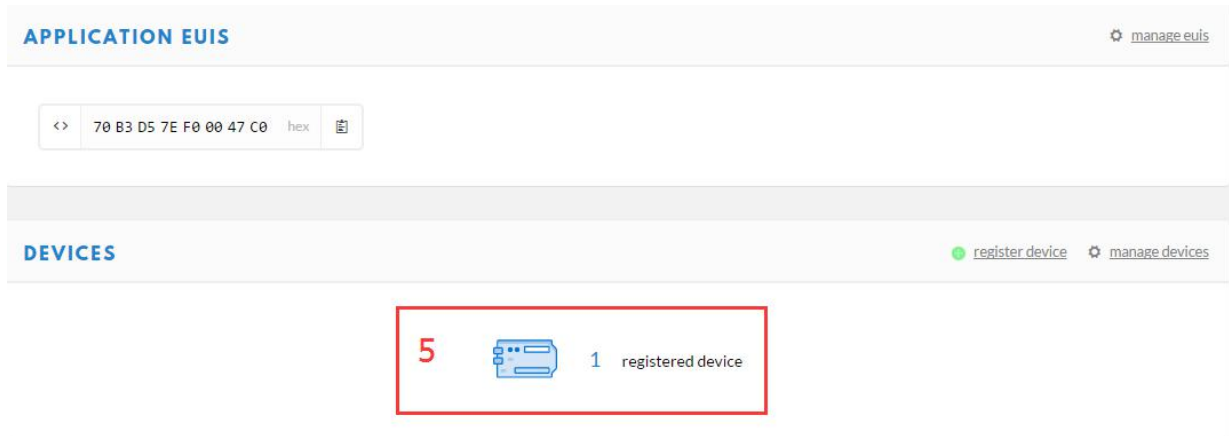 APPLICATION EUIS
manage euis
<> 70 B3 D5 7E F0 00 47 C0 hex
DEVICES
register device manage devices
5 1 registered device